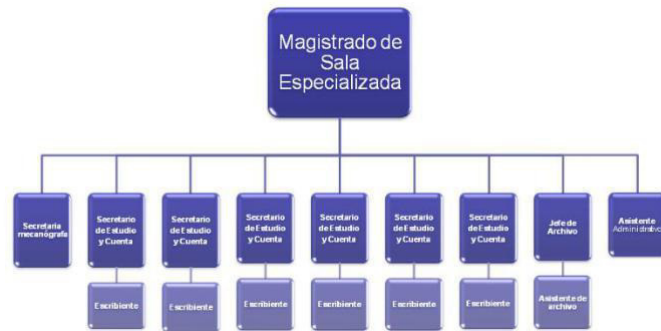 Magistrado de
Sala
Especializada
Secretaria
mecanógrafa
Secretario
de Estudio
y Cuenta
Secretario
de Estudio
y Cuenta
Secretario
de Estudio
y Cuenta
Secretario
de Estudio
y Cuenta
Secretario
de Estudio
y Cuenta
Secretario
de Estudio
y Cuenta
Jefe de
Archivo
Asistente
Administrativo
Escribiente
Escribiente
Escribiente
Escribiente
Escribiente
Escribiente
Asistente de
archivo